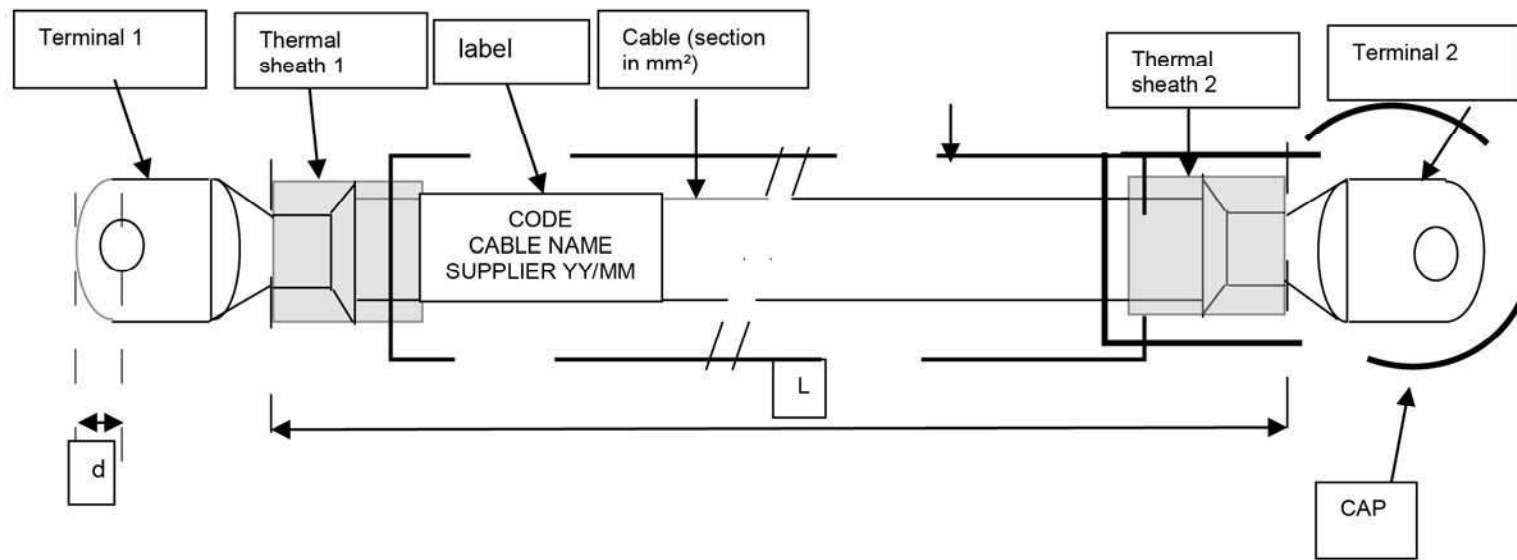 Terminal 1
Thermal
sheath 1
label
Cable (section
in mm²)
Thermal
sheath 2
Terminal 2
CODE
CABLE NAME
SUPPLIER YY/MM
L
d
CAP